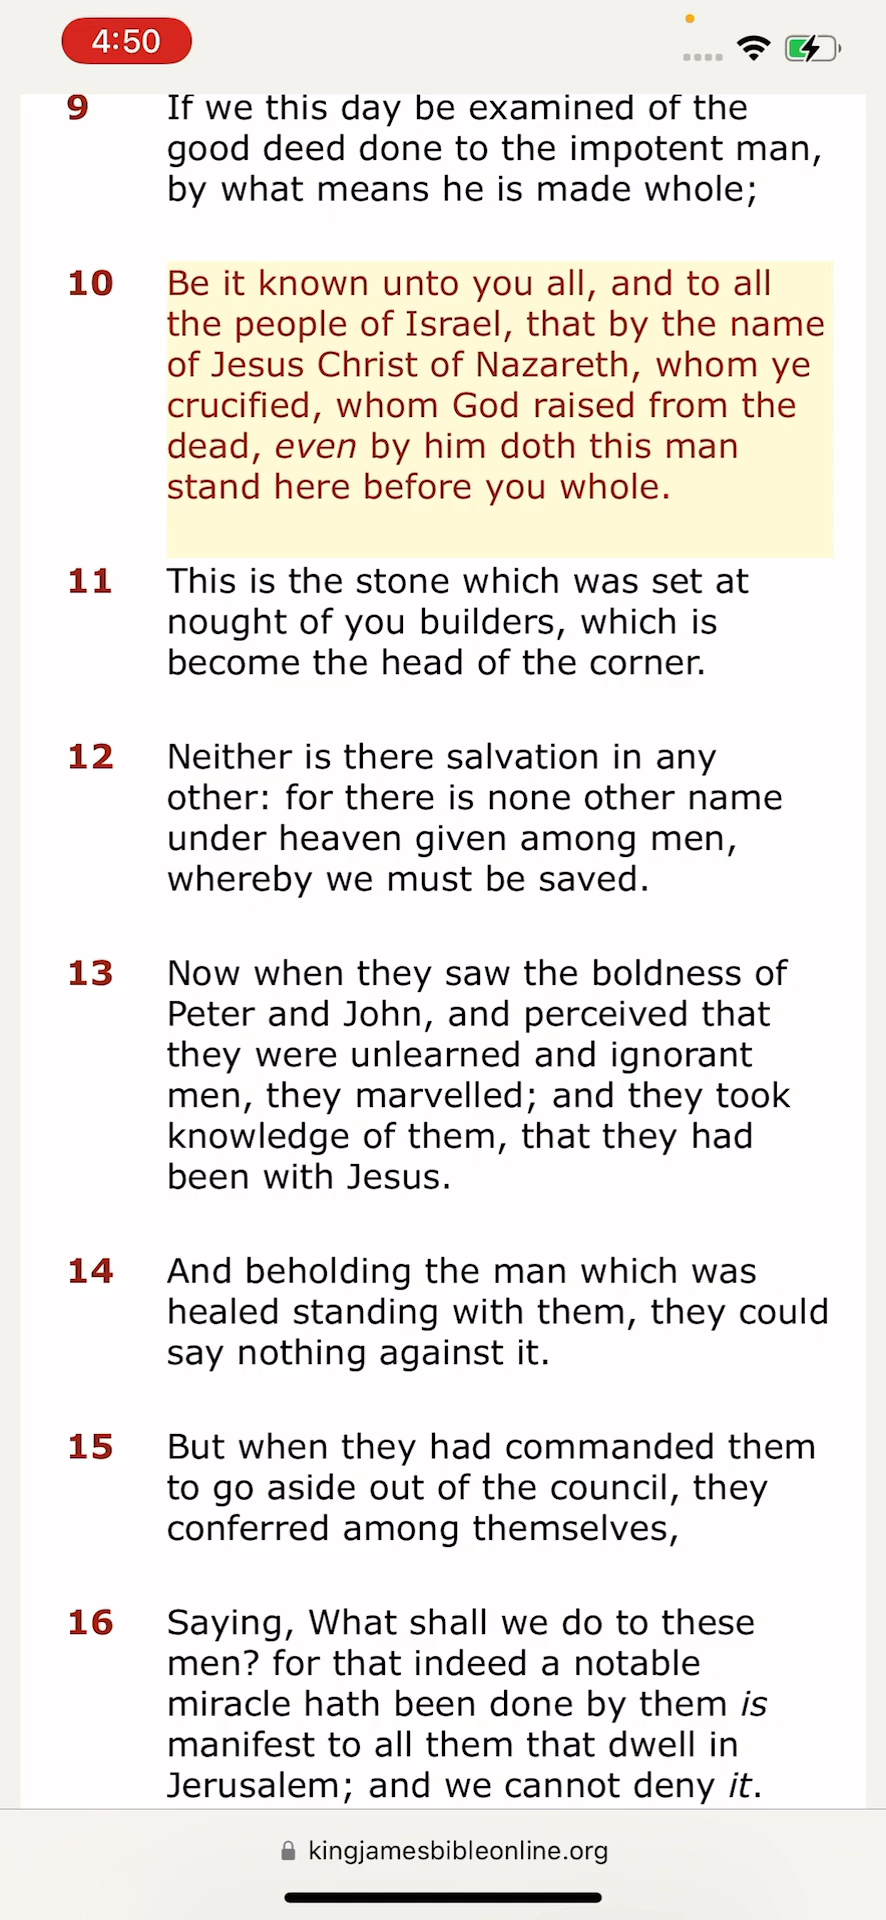 4:50
9 If we this day be examined of the
good deed done to the impotent man,
by what means he is made whole;
10 Be it known unto you all, and to all
the people of Israel, that by the name
of Jesus Christ of Nazareth, whom ye
crucified, whom God raised from the
dead, even by him doth this man
stand here before you whole.
11 This is the stone which was set at
nought of you builders, which is
become the head of the corner.
12 Neither is there salvation in any
other: for there is none other name
under heaven given among men,
whereby we must be saved.
13 Now when they saw the boldness of
Peter and John, and perceived that
they were unlearned and ignorant
men, they marvelled; and they took
knowledge of them, that they had
been with Jesus.
14 And beholding the man which was
healed standing with them, they could
say nothing against it.
15 But when they had commanded them
to go aside out of the council, they
conferred among themselves,
16 Saying, What shall we do to these
men? for that indeed a notable
miracle hath been done by them is
manifest to all them that dwell in
Jerusalem; and we cannot deny it.
kingjamesbibleonline.org